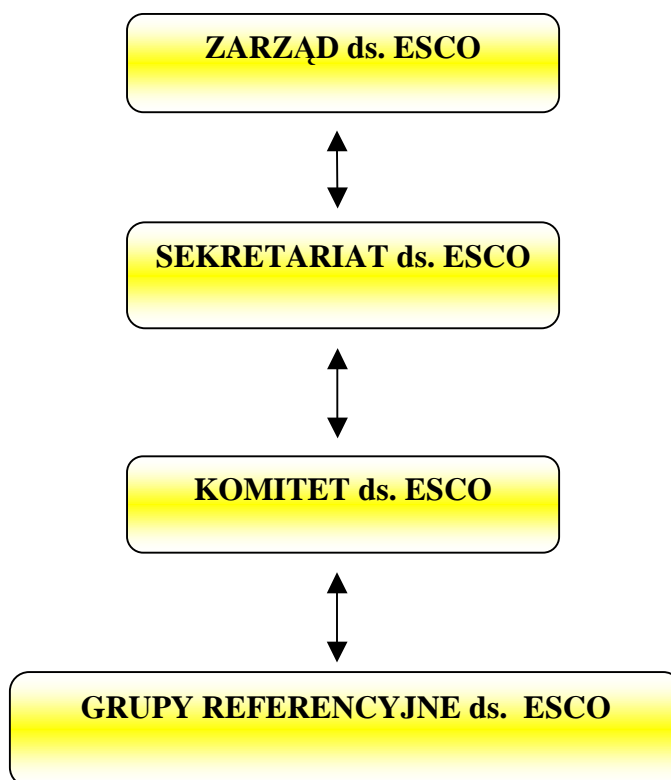 ZARZĄD ds. ESCO
SEKRETARIAT ds. ESCO
KOMITET ds. ESCO
GRUPY REFERENCYJNE ds. ESCO